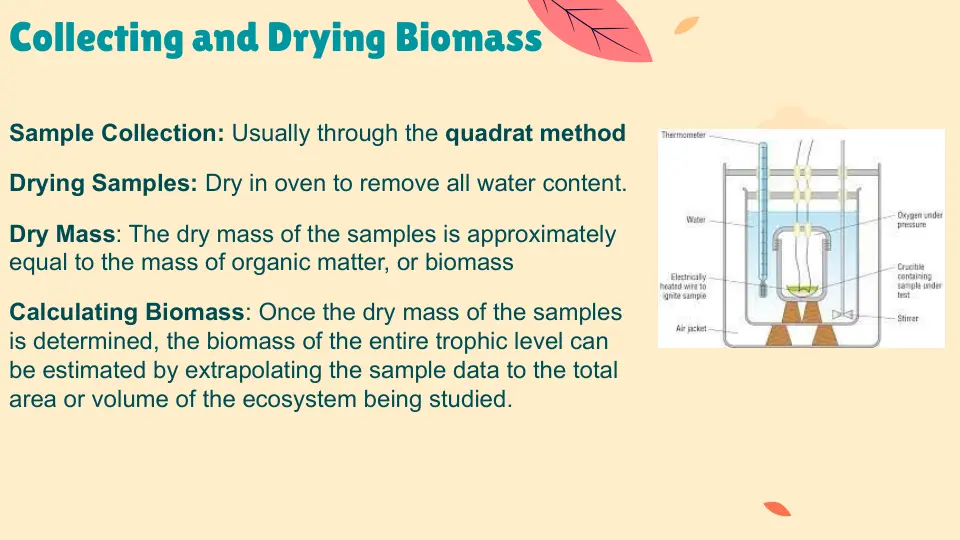 Collecting and Drying Biomass
Sample Collection: Usually through the quadrat method
Drying Samples: Dry in oven to remove all water content.
Dry Mass: The dry mass of the samples is approximately
equal to the mass of organic matter, or biomass
Calculating Biomass: Once the dry mass of the samples
is determined, the biomass of the entire trophic level can
be estimated by extrapolating the sample data to the total
area or volume of the ecosystem being studied.
Thermometer
Water
Electrically
heated wire to
ignite sample
Air jacket
Oxygen under
pressure
Crucible
containing
sample under
test
Stirrer